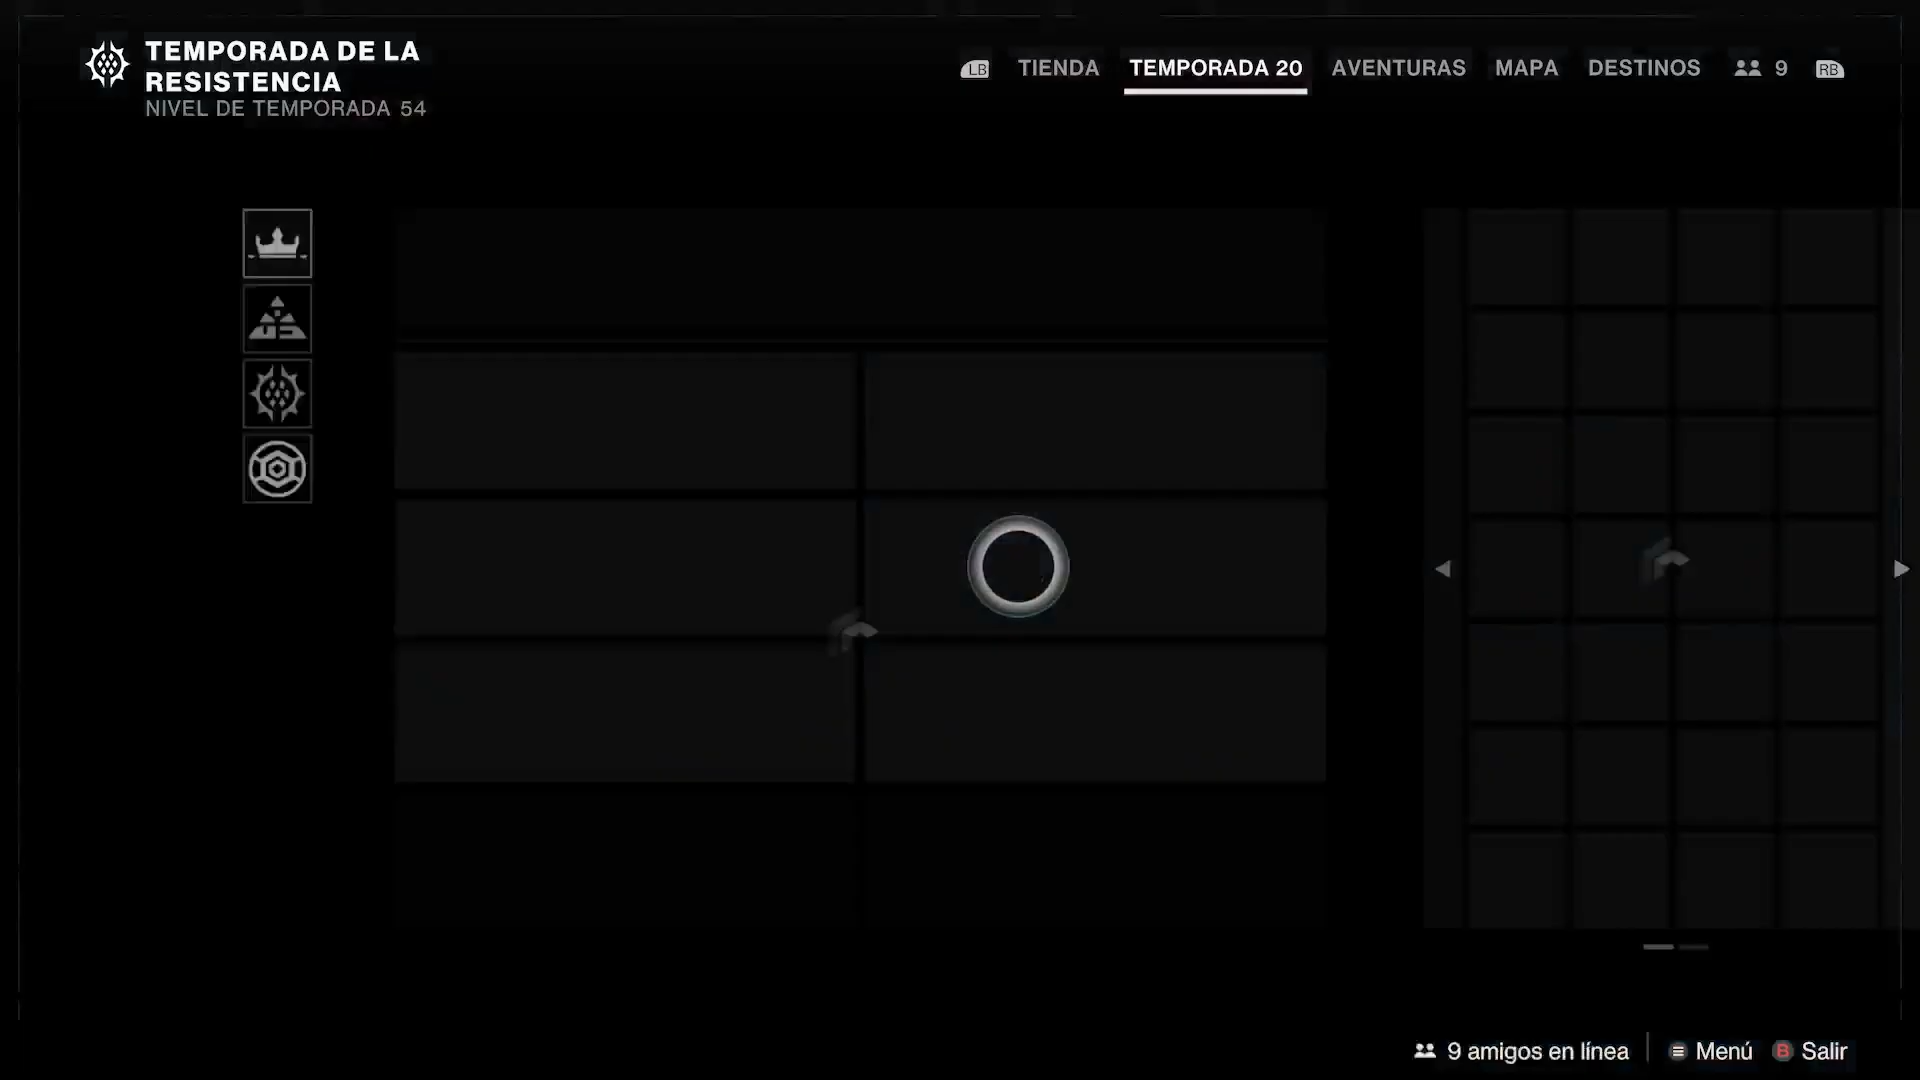 TEMPORADA DE LA
RESISTENCIA
NIVEL DE TEMPORADA 54
LB TIENDA TEMPORADA 20 AVENTURAS MAPA DESTINOS 9 RB
9 amigos en línea Menú B Salir